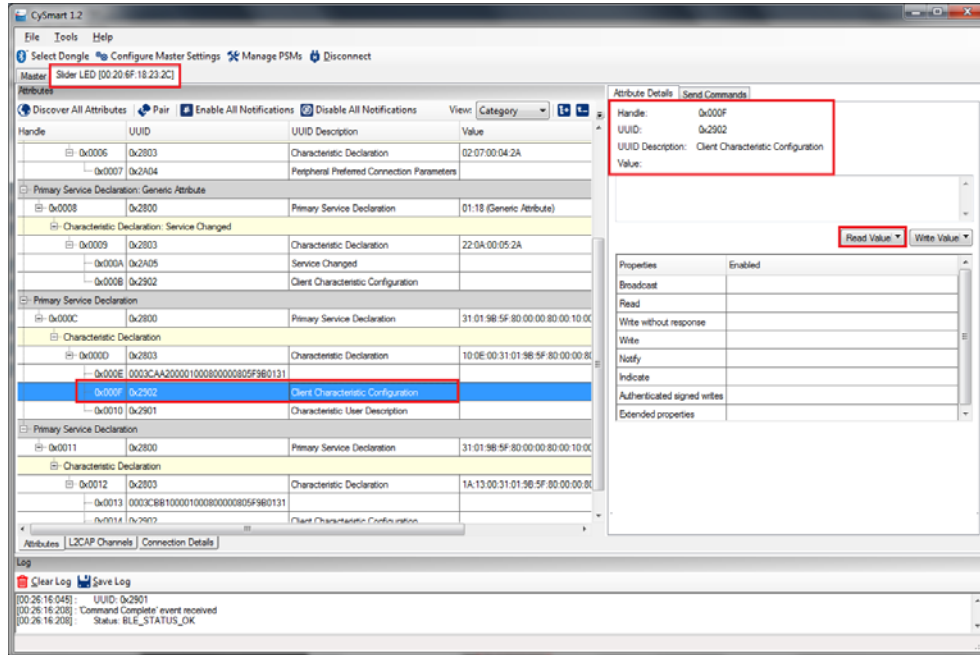 CySmart 1.2
File Tools Help
Select Dongle Configure Master Settings Manage PSMs Disconnect
Master Slider LED [00:20:6F:18:23:2C]
Attributes
Discover All Attributes Pair Enable All Notifications Disable All Notifications View: Category
Handle UUID UUID Description Value
0x0006 0x2803 Characteristic Declaration 02:07:00:04:2A
0x0007 0x2A04 Peripheral Preferred Connection Parameters
Primary Service Declaration: Generic Attribute
0x0008 0x2800 Primary Service Declaration 01:18 (Generic Attribute)
Characteristic Declaration: Service Changed
0x0009 0x2803 Characteristic Declaration 22:0A:00:05:2A
0x000A 0x2A05 Service Changed
0x000B 0x2902 Client Characteristic Configuration
Primary Service Declaration
0x000C 0x2800 Primary Service Declaration 31:01:9B:5F:80:00:00:80:00:10:00
Characteristic Declaration
0x000D 0x2803 Characteristic Declaration 10:0E:00:31:01:9B:5F:80:00:00:80
0x000E 0003CAA200001000800000805F9B0131
0x000F 0x2902 Client Characteristic Configuration
0x0010 0x2901 Characteristic User Description
Primary Service Declaration
0x0011 0x2800 Primary Service Declaration 31:01:9B:5F:80:00:00:80:00:10:00
Characteristic Declaration
0x0012 0x2803 Characteristic Declaration 1A:13:00:31:01:9B:5F:80:00:00:80
0x0013 0003CBB100001000800000805F9B0131
0x0014 0x2902 Client Characteristic Configuration
Attributes L2CAP Channels Connection Details
Attribute Details Send Commands
Handle: 0x000F
UUID: 0x2902
UUID Description: Client Characteristic Configuration
Value:
Read Value Write Value
Properties Enabled
Broadcast
Read
Write without response
Write
Notify
Indicate
Authenticated signed writes
Extended properties
Log
Clear Log Save Log
[00:26:16:045] : UUID: 0x2901
[00:26:16:208] : 'Command Complete' event received
[00:26:16:208] : Status: BLE_STATUS_OK